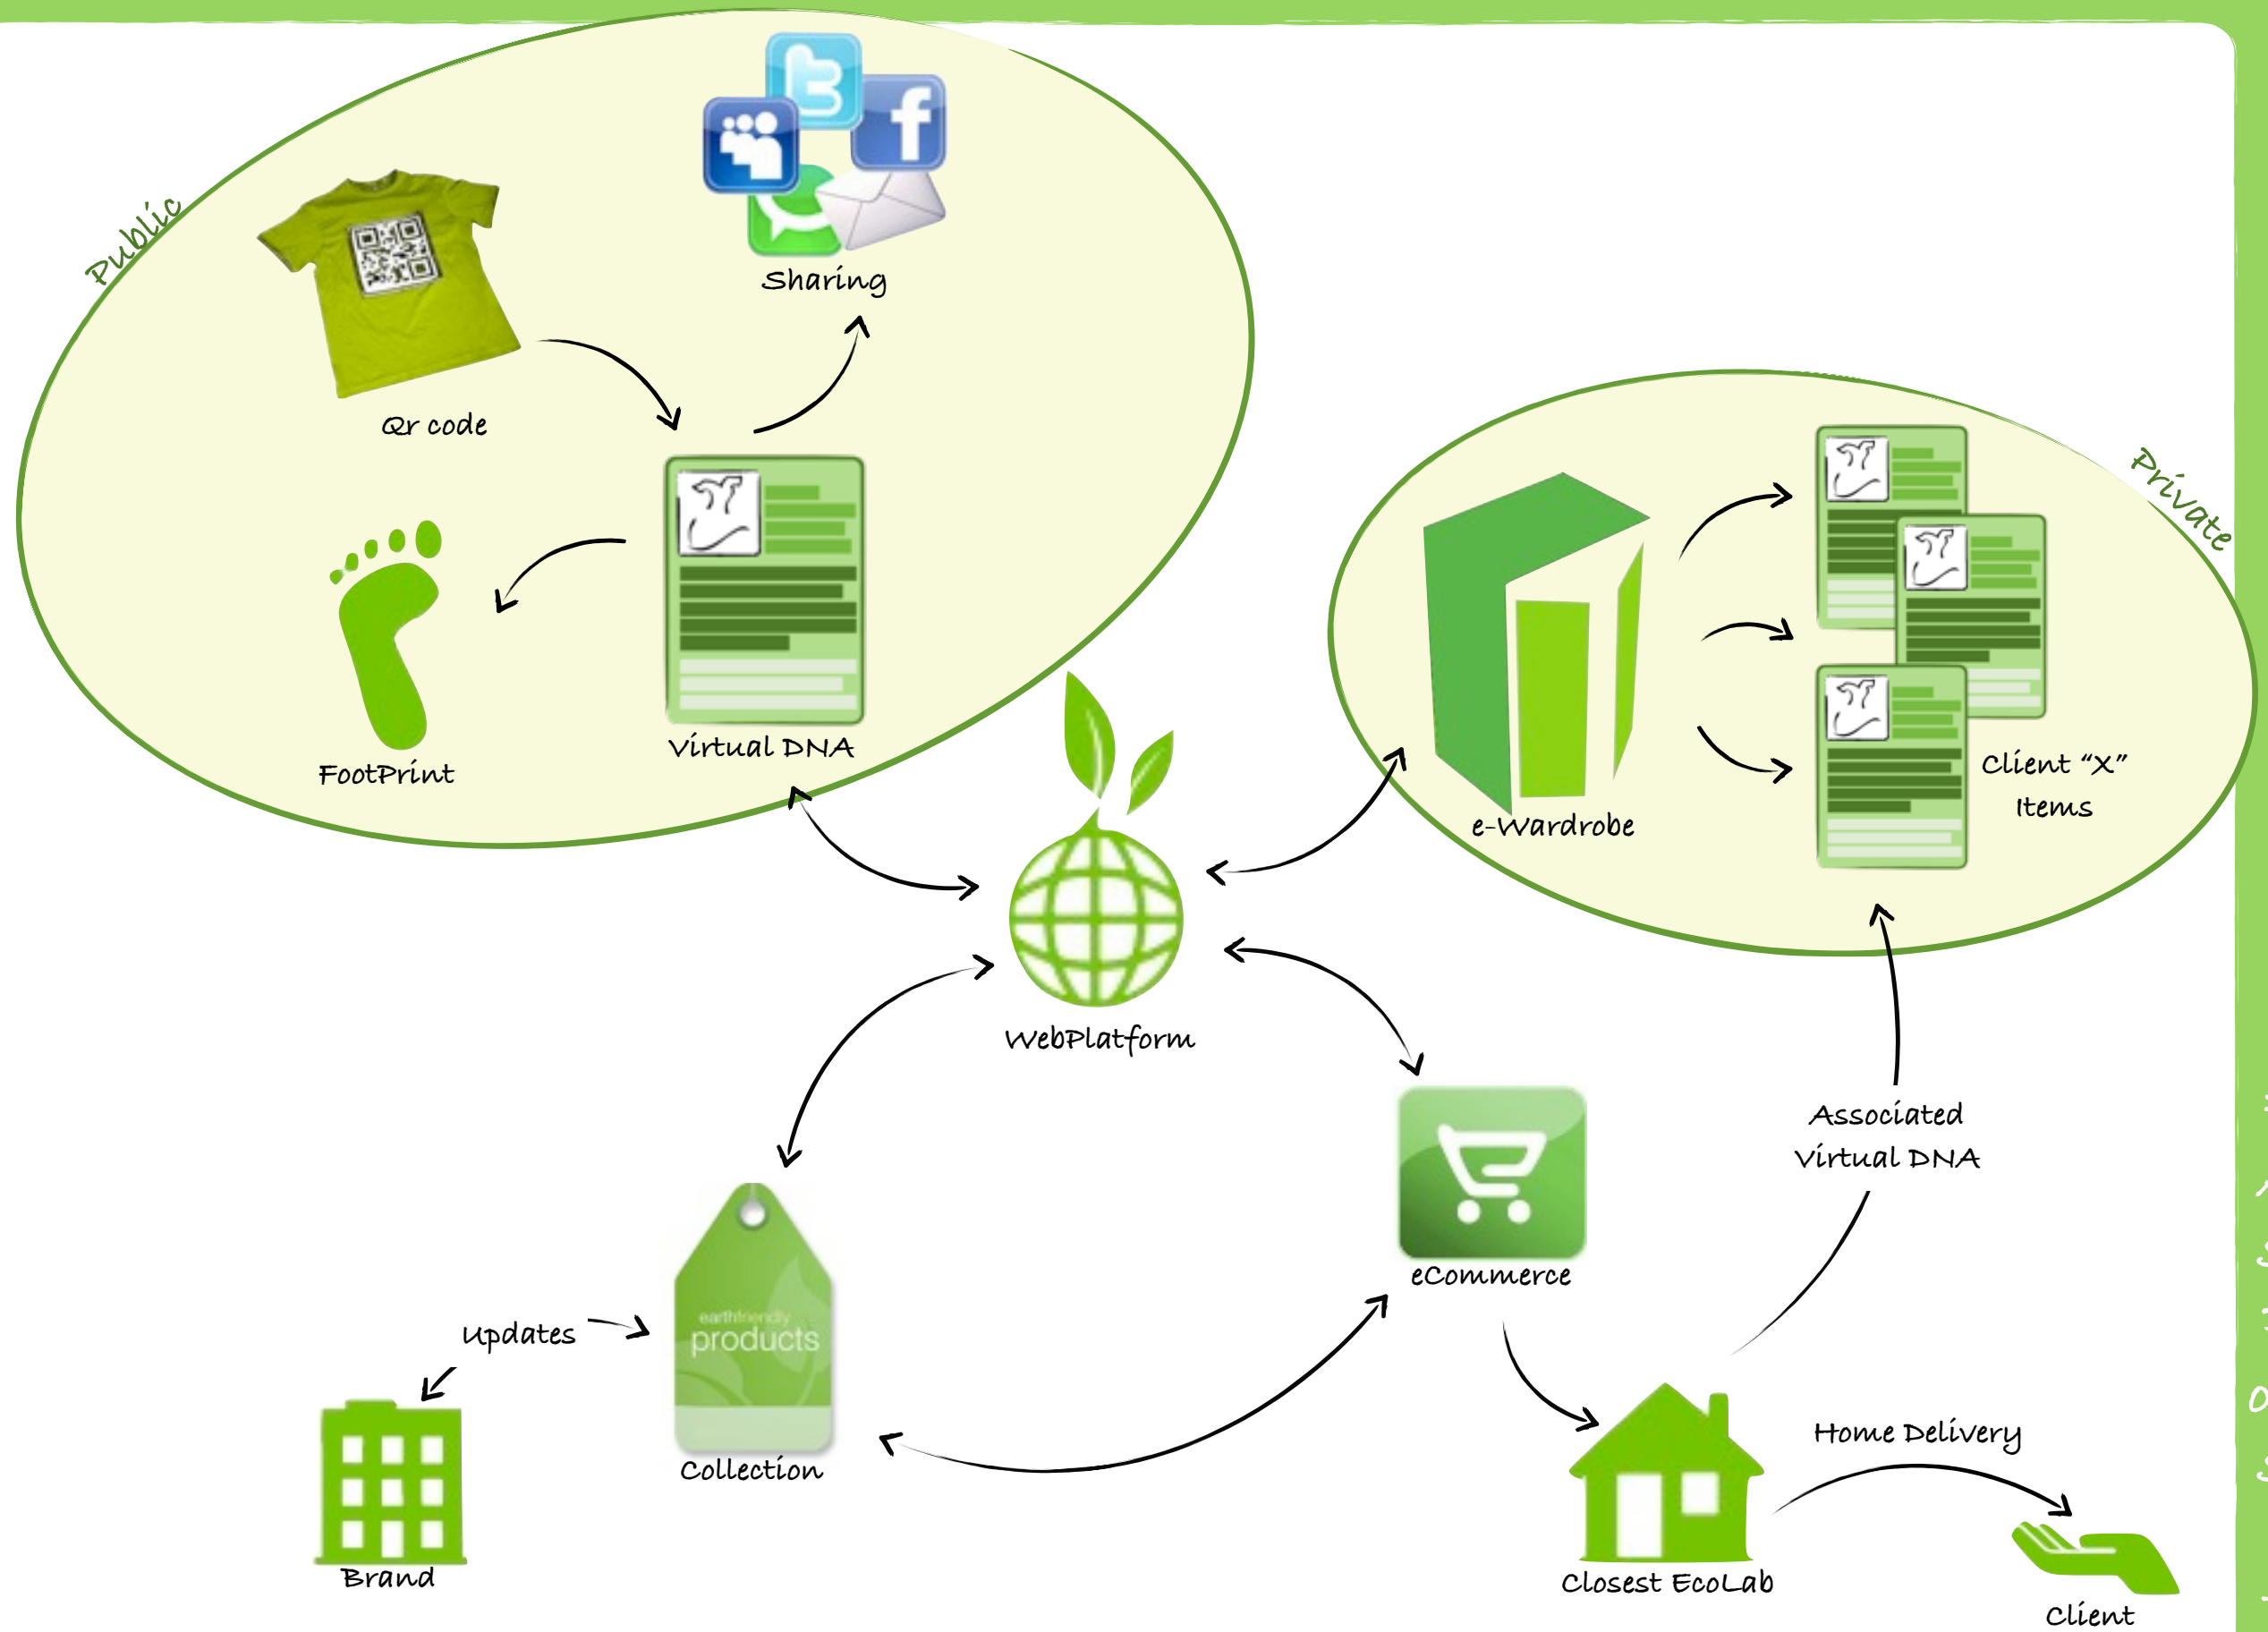 Public
Sharing
Qr code
Virtual DNA
FootPrint
Private
e-Wardrobe
Client “X”
Items
WebPlatform
Associated
Virtual DNA
eCommerce
earthfriendly
products
Updates
Collection
Brand
Home Delivery
Closest EcoLab
Client